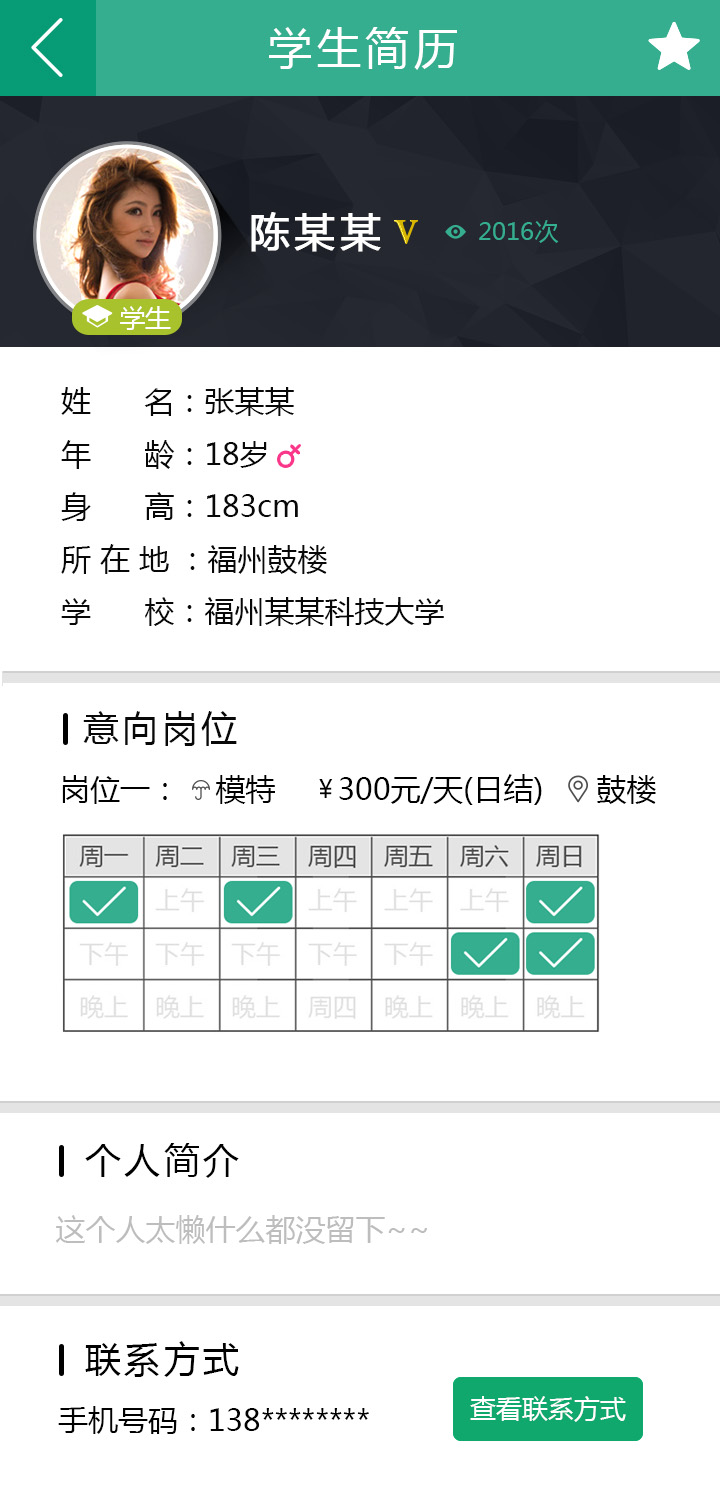 学生简历
陈某某 V 2016次
学生
姓 名：张某某
年 龄：18岁
身 高：183cm
所在地：福州鼓楼
学 校：福州某某科技大学
意向岗位
岗位一： 模特 ¥300元/天(日结) 鼓楼
周一 周二 周三 周四 周五 周六 周日
上午 上午 上午 上午
下午 下午 下午 下午 下午
晚上 晚上 晚上 周四 晚上 晚上 晚上
个人简介
这个人太懒什么都没留下~~
联系方式
手机号码：138********
查看联系方式